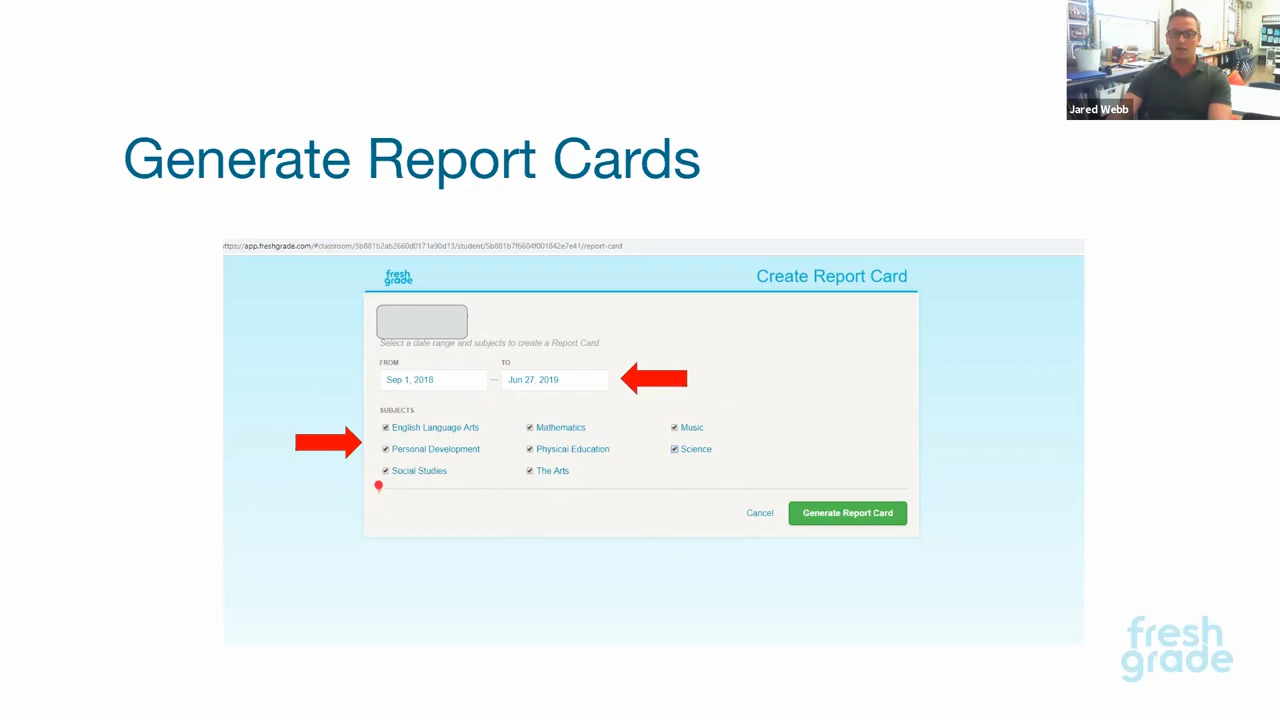 Jared Webb
Generate Report Cards
https://app.freshgrade.com/#classroom/5b881b2ab2660d0171a90d13/student/5b881b7f6604f001842e7e41/report-card
fresh
grade
Create Report Card
Select a date range and subjects to create a Report Card.
FROM TO
Sep 1, 2018 — Jun 27, 2019
SUBJECTS
English Language Arts Mathematics Music
Personal Development Physical Education Science
Social Studies The Arts
Cancel Generate Report Card
fresh
grade